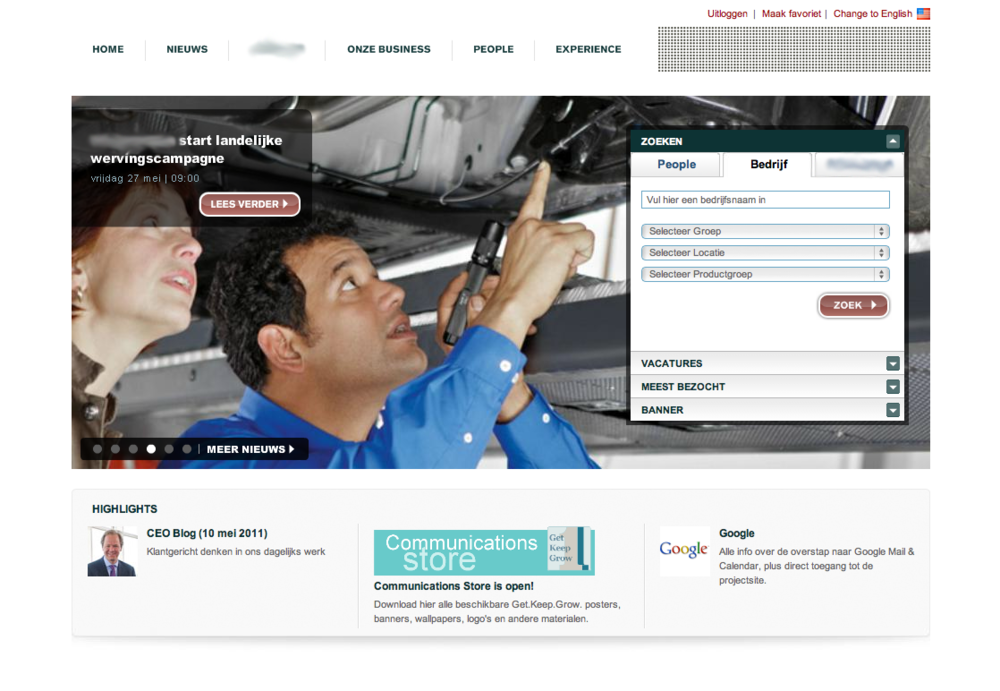 Uitloggen | Maak favoriet | Change to English
HOME NIEUWS ONZE BUSINESS PEOPLE EXPERIENCE
start landelijke
wervingscampagne
vrijdag 27 mei | 09:00
LEES VERDER
ZOEKEN
People Bedrijf
Vul hier een bedrijfsnaam in
Selecteer Groep
Selecteer Locatie
Selecteer Productgroep
ZOEK
VACATURES
MEEST BEZOCHT
BANNER
| MEER NIEUWS
HIGHLIGHTS
CEO Blog (10 mei 2011)
Klantgericht denken in ons dagelijks werk
Communications
store
Get
Keep
Grow
Communications Store is open!
Download hier alle beschikbare Get.Keep.Grow. posters,
banners, wallpapers, logo's en andere materialen.
Google
Google
Alle info over de overstap naar Google Mail &
Calendar, plus direct toegang tot de
projectsite.